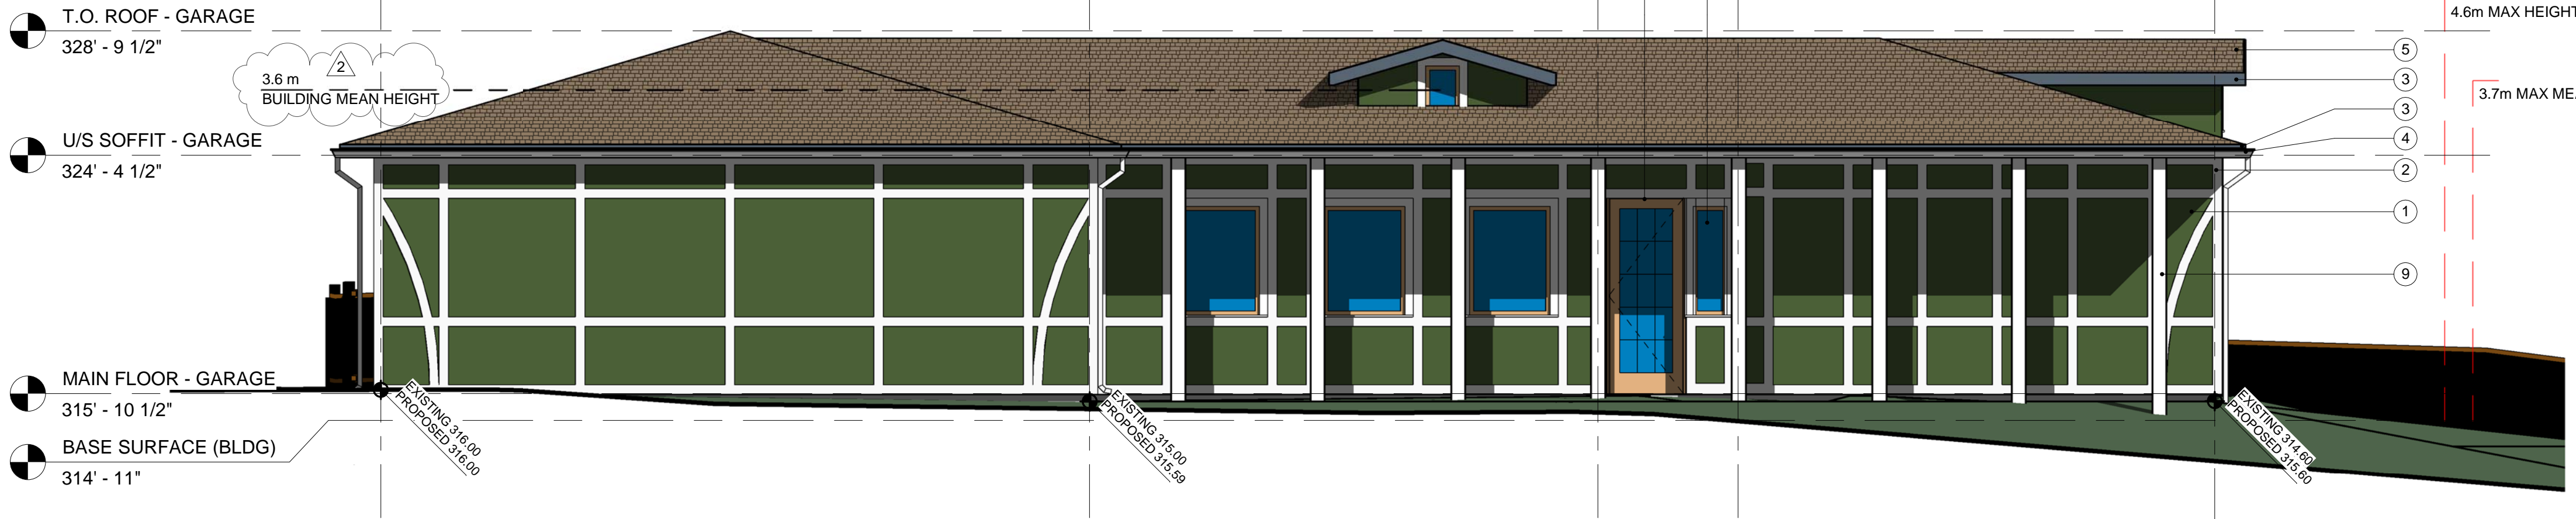 T.O. ROOF - GARAGE
328' - 9 1/2"
2
3.6 m
BUILDING MEAN HEIGHT
U/S SOFFIT - GARAGE
324' - 4 1/2"
MAIN FLOOR - GARAGE
315' - 10 1/2"
BASE SURFACE (BLDG)
314' - 11"
EXISTING 316.00
PROPOSED 316.00
EXISTING 315.00
PROPOSED 315.59
EXISTING 314.60
PROPOSED 315.60
5
3
3
4
2
1
9
4.6m MAX HEIGHT
3.7m MAX ME